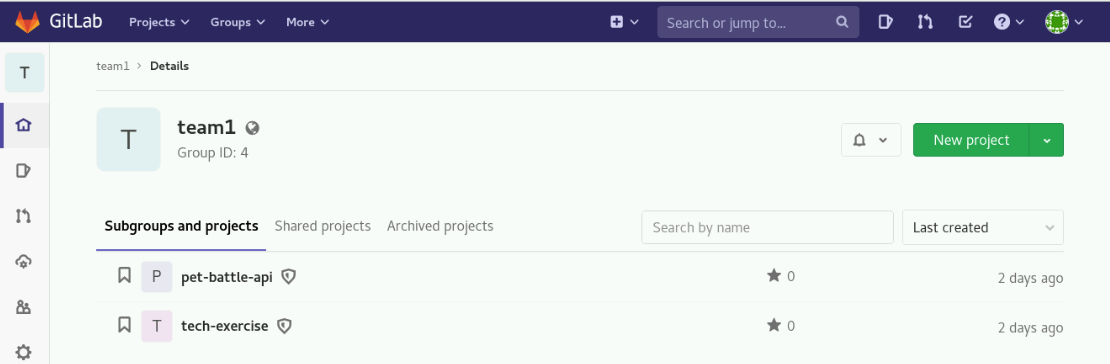 GitLab Projects Groups More Search or jump to...
T
team1 > Details
T
team1
Group ID: 4
New project
Subgroups and projects Shared projects Archived projects Search by name Last created
P pet-battle-api 0 2 days ago
T tech-exercise 0 2 days ago